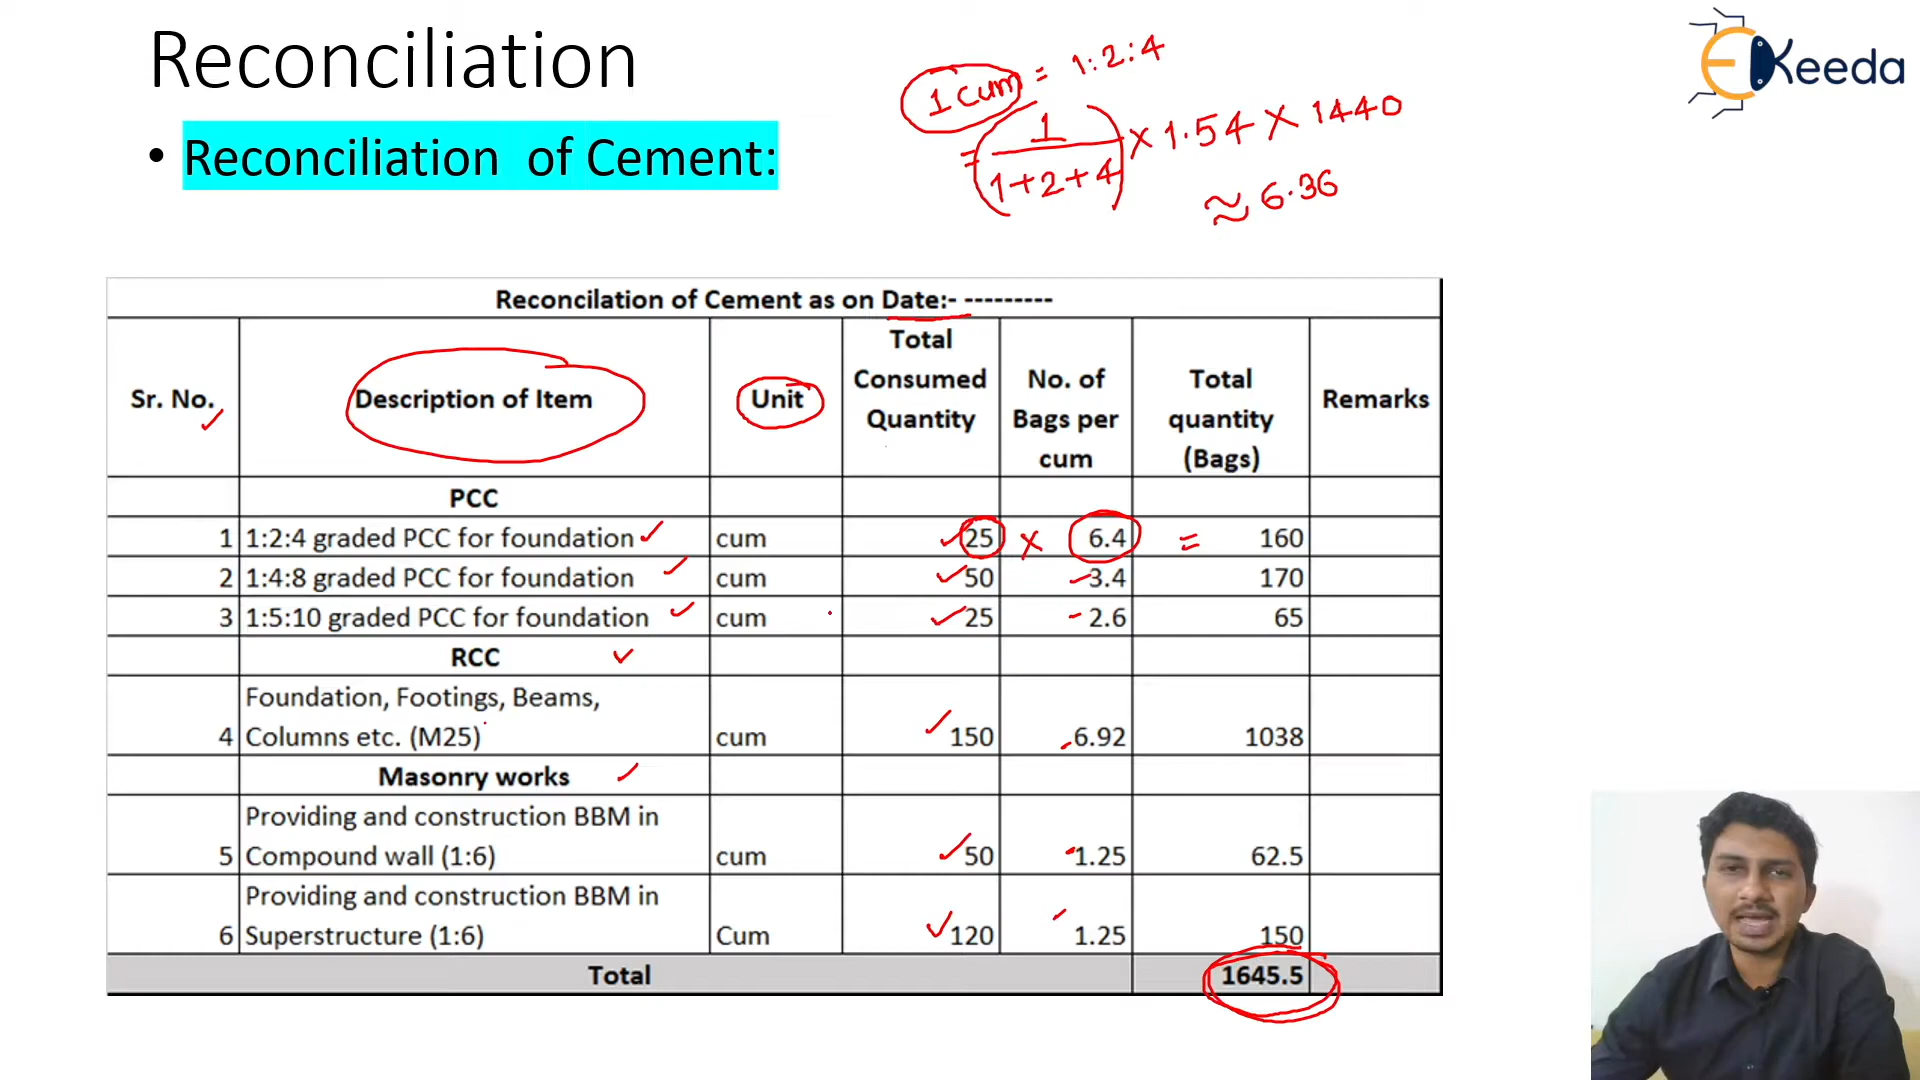 Reconciliation
• Reconciliation of Cement:
1 cum = 1:2:4
= (1/1+2+4) × 1.54 × 1440
≈ 6.36
EKeeda
Reconcilation of Cement as on Date:- ---------
Sr. No. Description of Item Unit Total Consumed Quantity No. of Bags per cum Total quantity (Bags) Remarks
PCC
1 1:2:4 graded PCC for foundation cum 25 × 6.4 = 160
2 1:4:8 graded PCC for foundation cum 50 3.4 170
3 1:5:10 graded PCC for foundation cum 25 2.6 65
RCC
Foundation, Footings, Beams,
4 Columns etc. (M25) cum 150 6.92 1038
Masonry works
Providing and construction BBM in
5 Compound wall (1:6) cum 50 1.25 62.5
Providing and construction BBM in
6 Superstructure (1:6) Cum 120 1.25 150
Total 1645.5